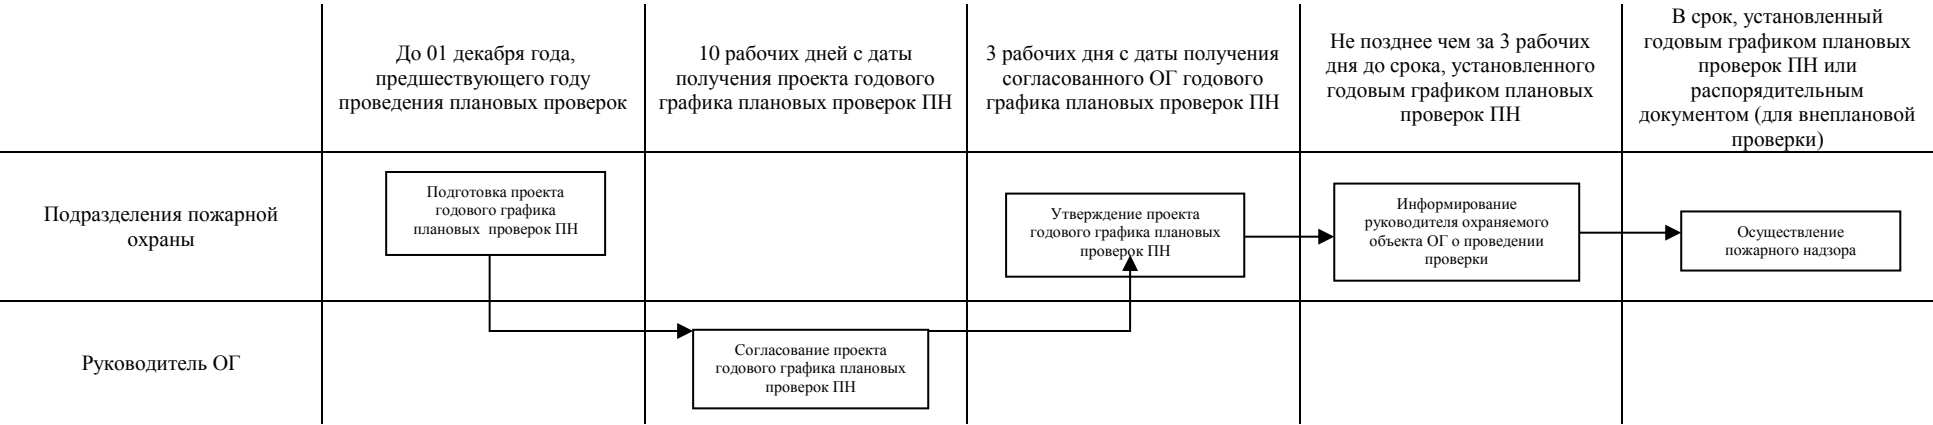 До 01 декабря года,
предшествующего году
проведения плановых проверок
10 рабочих дней с даты
получения проекта годового
графика плановых проверок ПН
3 рабочих дня с даты получения
согласованного ОГ годового
графика плановых проверок ПН
Не позднее чем за 3 рабочих
дня до срока, установленного
годовым графиком плановых
проверок ПН
В срок, установленный
годовым графиком плановых
проверок ПН или
распорядительным
документом (для внеплановой
проверки)
Подразделения пожарной
охраны
Подготовка проекта
годового графика
плановых проверок ПН
Утверждение проекта
годового графика плановых
проверок ПН
Информирование
руководителя охраняемого
объекта ОГ о проведении
проверки
Осуществление
пожарного надзора
Руководитель ОГ
Согласование проекта
годового графика плановых
проверок ПН